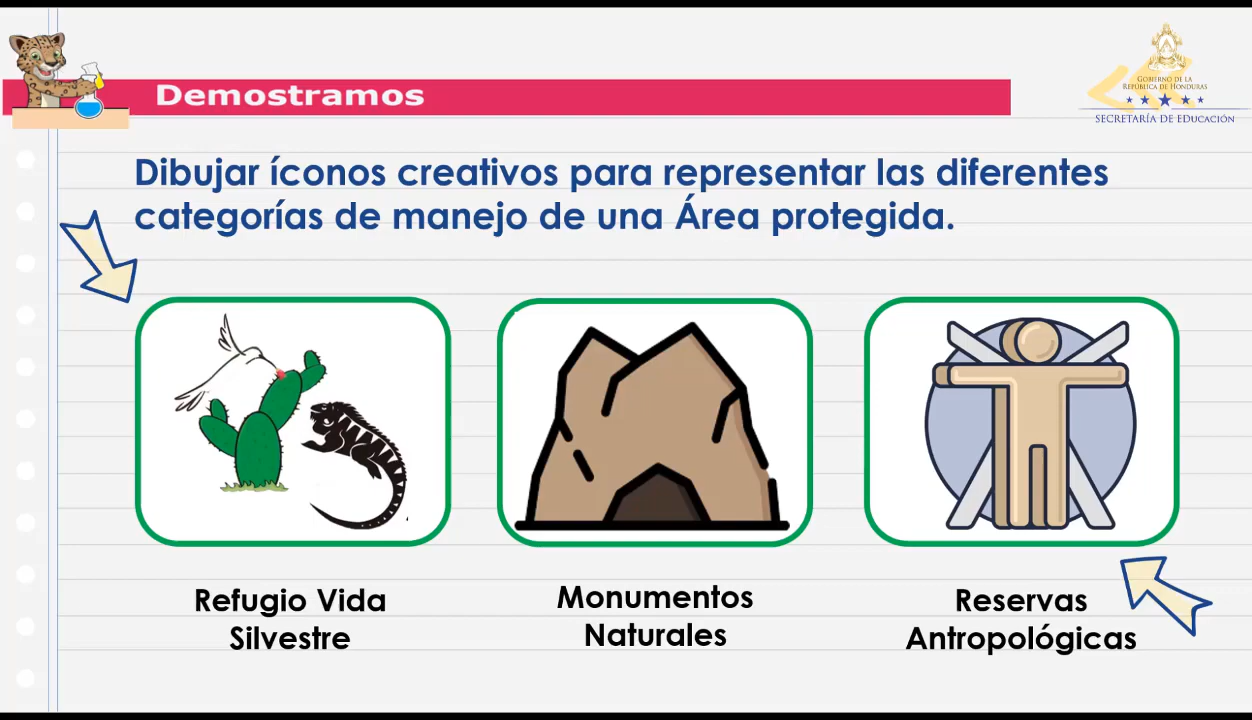 Demostramos
GOBIERNO DE LA
REPÚBLICA DE HONDURAS
SECRETARÍA DE EDUCACIÓN
Dibujar íconos creativos para representar las diferentes
categorías de manejo de una Área protegida.
Refugio Vida
Silvestre
Monumentos
Naturales
Reservas
Antropológicas